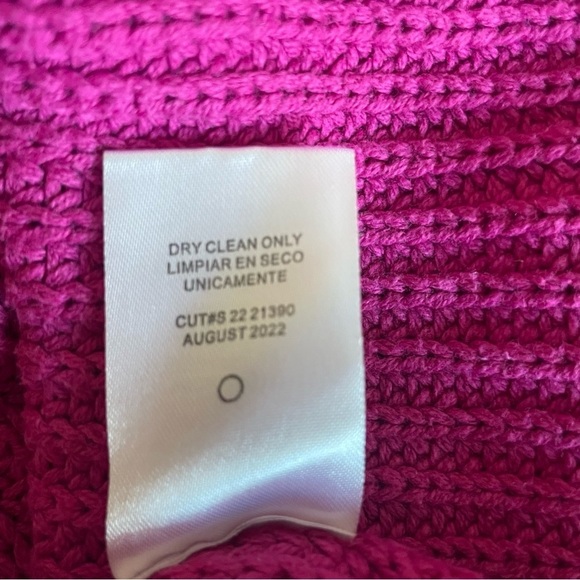 DRY CLEAN ONLY
LIMPIAR EN SECO
UNICAMENTE
CUT#S 22 21390
AUGUST 2022